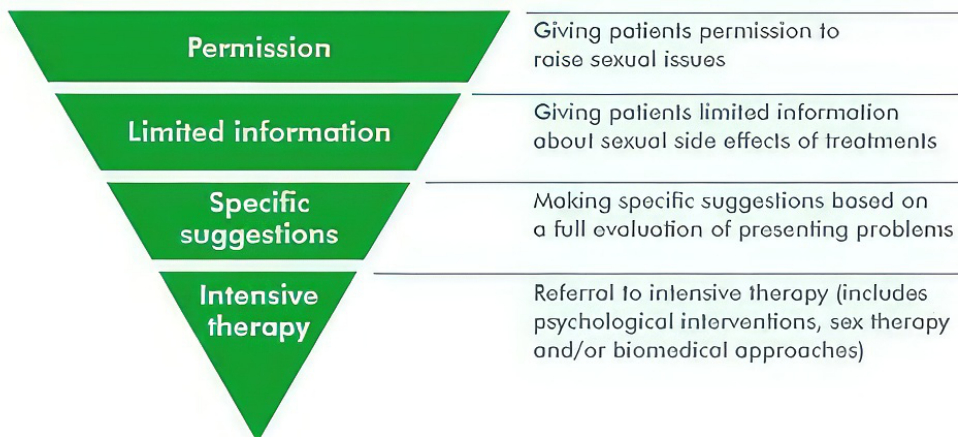 Permission
Giving patients permission to
raise sexual issues
Limited information
Giving patients limited information
about sexual side effects of treatments
Specific
suggestions
Making specific suggestions based on
a full evaluation of presenting problems
Intensive
therapy
Referral to intensive therapy (includes
psychological interventions, sex therapy
and/or biomedical approaches)